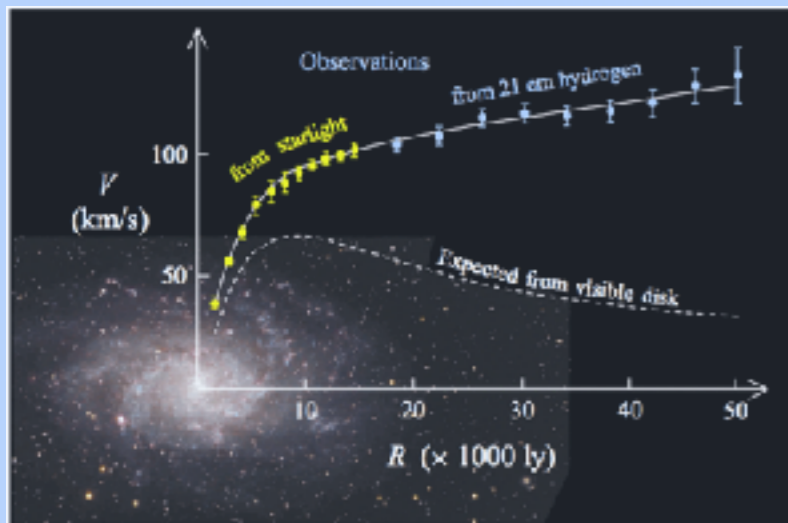 Observations
from starlight
from 21 cm hydrogen
V
(km/s)
100
50
Expected from visible disk
10 20 30 40 50
R (× 1000 ly)